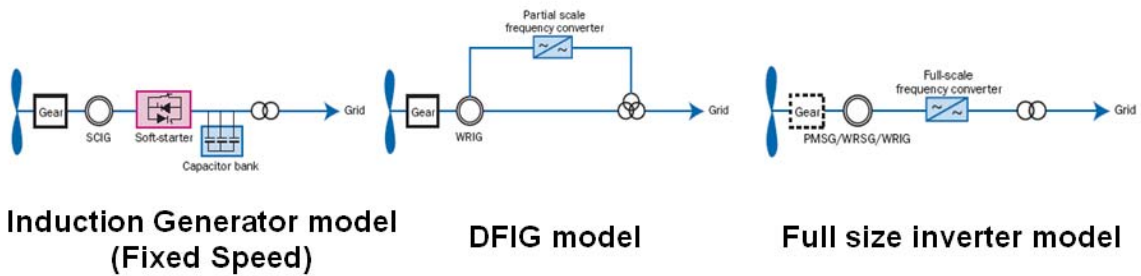 Gear
SCIG
Soft-starter
Capacitor bank
Grid
Induction Generator model
(Fixed Speed)
Partial scale
frequency converter
Gear
WRIG
Grid
DFIG model
Full-scale
frequency converter
Gear
PMSG/WRSG/WRIG
Grid
Full size inverter model